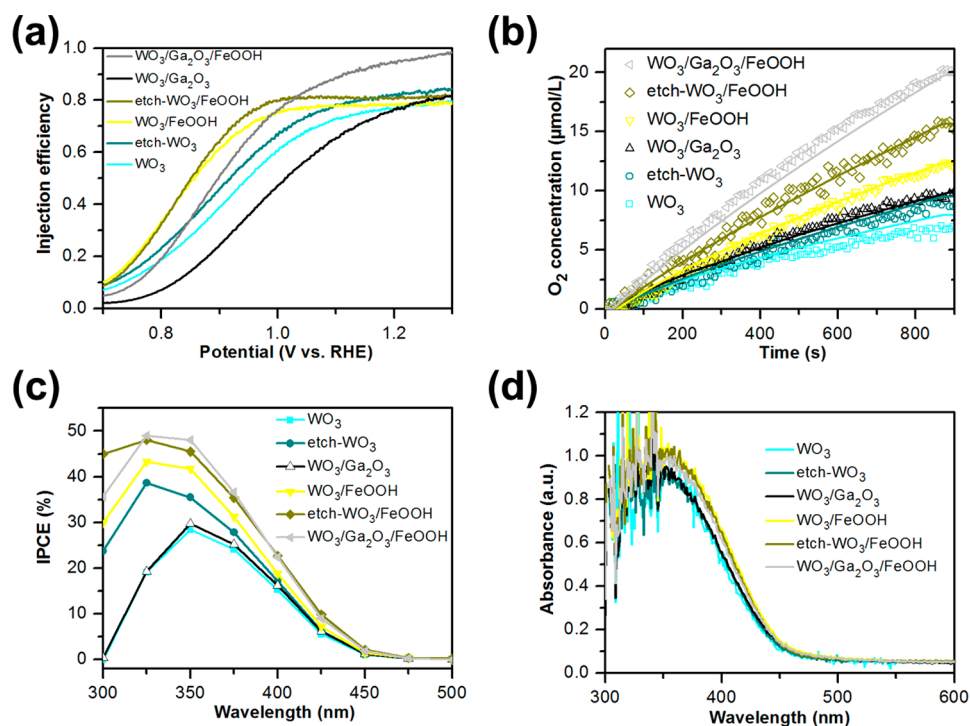 (a)
Injection efficiency
1.0
0.8
0.6
0.4
0.2
0.0
WO₃/Ga₂O₃/FeOOH
WO₃/Ga₂O₃
etch-WO₃/FeOOH
WO₃/FeOOH
etch-WO₃
WO₃
0.8 1.0 1.2
Potential (V vs. RHE)
(b)
O₂ concentration (μmol/L)
20
15
10
5
0
WO₃/Ga₂O₃/FeOOH
etch-WO₃/FeOOH
WO₃/FeOOH
WO₃/Ga₂O₃
etch-WO₃
WO₃
0 200 400 600 800
Time (s)
(c)
IPCE (%)
50
40
30
20
10
0
WO₃
etch-WO₃
WO₃/Ga₂O₃
WO₃/FeOOH
etch-WO₃/FeOOH
WO₃/Ga₂O₃/FeOOH
300 350 400 450 500
Wavelength (nm)
(d)
Absorbance (a.u.)
1.2
1.0
0.8
0.6
0.4
0.2
0.0
WO₃
etch-WO₃
WO₃/Ga₂O₃
WO₃/FeOOH
etch-WO₃/FeOOH
WO₃/Ga₂O₃/FeOOH
300 400 500 600
Wavelength (nm)